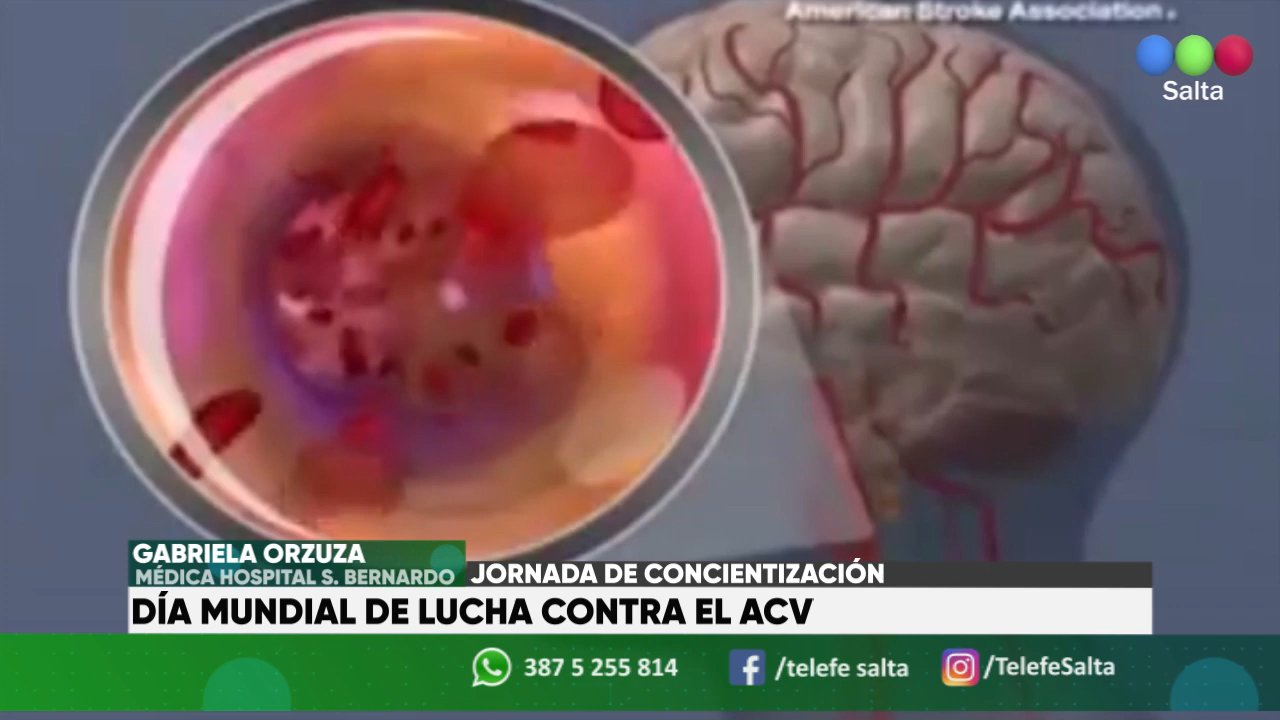 American Stroke Association.
Salta
GABRIELA ORZUZA
MÉDICA HOSPITAL S. BERNARDO
JORNADA DE CONCIENTIZACIÓN
DÍA MUNDIAL DE LUCHA CONTRA EL ACV
387 5 255 814
/telefe salta
/TelefeSalta